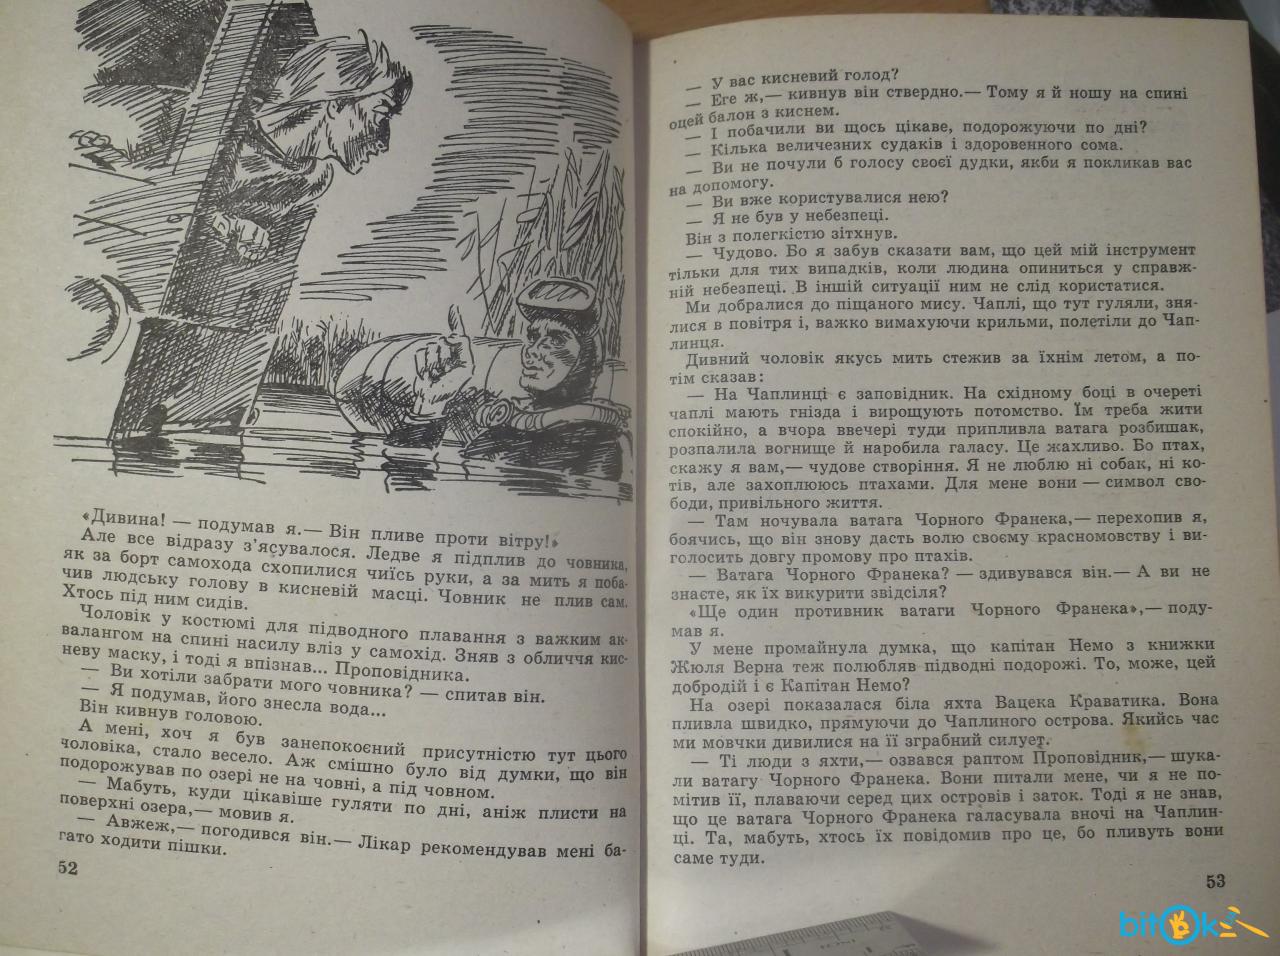 «Дивина! — подумав я.— Він пливе проти вітру!»
Але все відразу з’ясувалося. Ледве я підплив до човника,
як за борт самохода схопилися чиїсь руки, а за мить я поба-
чив людську голову в кисневій масці. Човник не плив сам.
Хтось під ним сидів.
Чоловік у костюмі для підводного плавання з важким ак-
валангом на спині насилу вліз у самохід. Зняв з обличчя кис-
неву маску, і тоді я впізнав... Проповідника.
— Ви хотіли забрати мого човника? — спитав він.
— Я подумав, його знесла вода...
Він кивнув головою.
А мені, хоч я був занепокоєний присутністю тут цього
чоловіка, стало весело. Аж смішно було від думки, що він
подорожував по озері не на човні, а під човном.
— Мабуть, куди цікавіше гуляти по дні, аніж плисти на
поверхні озера,— мовив я.
— Авжеж,— погодився він.— Лікар рекомендував мені ба-
гато ходити пішки.
52
— У вас кисневий голод?
— Еге ж,— кивнув він ствердно.— Тому я й ношу на спині
оцей балон з киснем.
— І побачили ви щось цікаве, подорожуючи по дні?
— Кілька величезних судаків і здоровенного сома.
— Ви не почули б голосу своєї дудки, якби я покликав вас
на допомогу.
— Ви вже користувалися нею?
— Я не був у небезпеці.
Він з полегкістю зітхнув.
— Чудово. Бо я забув сказати вам, що цей мій інструмент
тільки для тих випадків, коли людина опиниться у справж-
ній небезпеці. В іншій ситуації ним не слід користатися.
Ми добралися до піщаного мису. Чаплі, що тут гуляли, зня-
лися в повітря і, важко вимахуючи крильми, полетіли до Чап-
линця.
Дивний чоловік якусь мить стежив за їхнім летом, а по-
тім сказав:
— На Чаплинці є заповідник. На східному боці в очереті
чаплі мають гнізда і вирощують потомство. Їм треба жити
спокійно, а вчора ввечері туди припливла ватага розбишак,
розпалила вогнище й наробила галасу. Це жахливо. Бо птах,
скажу я вам,— чудове створіння. Я не люблю ні собак, ні ко-
тів, але захоплююсь птахами. Для мене вони — символ сво-
боди, привільного життя.
— Там ночувала ватага Чорного Франека,— перехопив я,
боячись, що він знову дасть волю своєму красномовству і ви-
голосить довгу промову про птахів.
— Ватага Чорного Франека? — здивувався він.— А ви не
знаєте, як їх викурити звідсіля?
«Ще один противник ватаги Чорного Франека»,— поду-
мав я.
У мене промайнула думка, що капітан Немо з книжки
Жюля Верна теж полюбляв підводні подорожі. То, може, цей
добродій і є Капітан Немо?
На озері показалася біла яхта Вацека Краватика. Вона
пливла швидко, прямуючи до Чаплиного острова. Якийсь час
ми мовчки дивилися на її зграбний силует.
— Ті люди з яхти,— озвався раптом Проповідник,— шука-
ли ватагу Чорного Франека. Вони питали мене, чи я не по-
мітив її, плаваючи серед цих островів і заток. Тоді я не знав,
що це ватага Чорного Франека галасувала вночі на Чаплин-
ці. Та, мабуть, хтось їх повідомив про це, бо пливуть вони
саме туди.
53